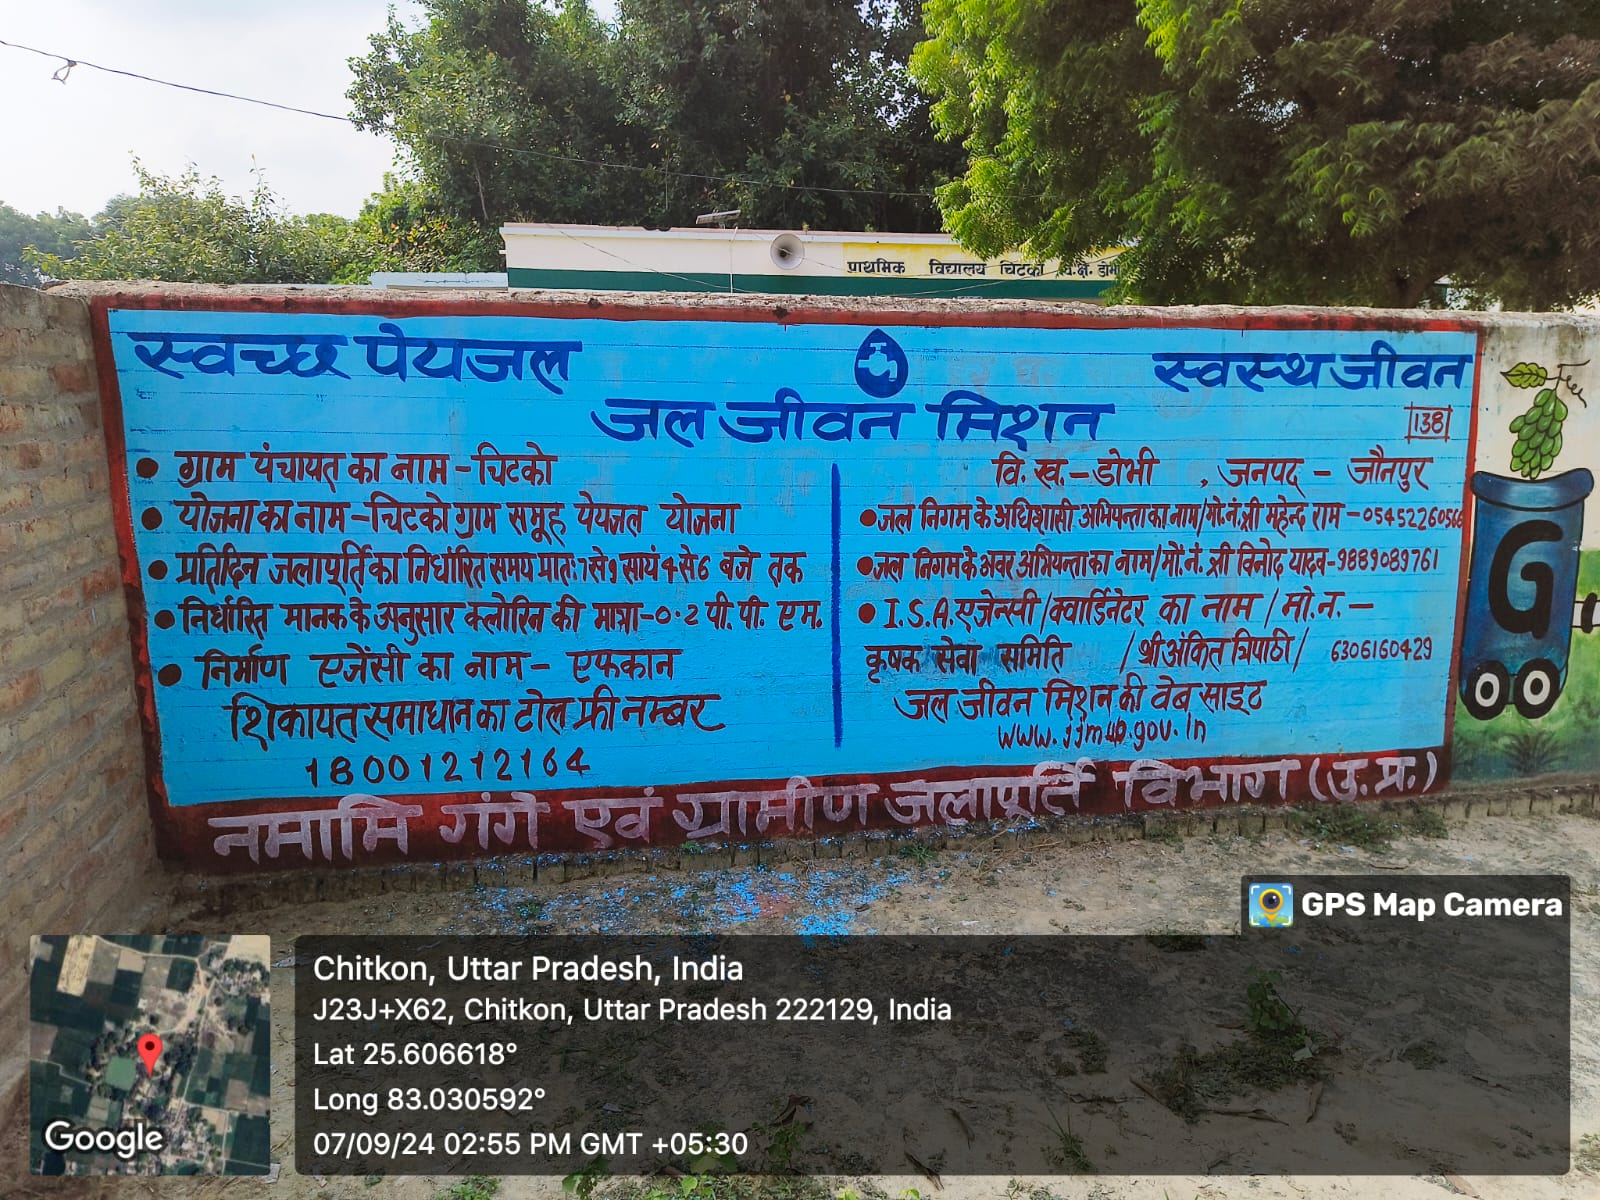 प्राथमिक विद्यालय चिटको
स्वच्छ पेयजल
स्वस्थ जीवन
जल जीवन मिशन
138
• ग्राम पंचायत का नाम - चिटको
• योजना का नाम - चिटको ग्राम समूह पेयजल योजना
• प्रतिदिन जलापूर्ति का निर्धारित समय प्रातः 7 से 9 सायं 4 से 6 बजे तक
• निर्धारित मानक के अनुसार क्लोरिन की मात्रा - 0.2 पी. पी. एम.
• निर्माण एजेंसी का नाम - एफकान
शिकायत समाधान का टोल फ्री नम्बर
18001212164
वि. ख. - डोभी , जनपद - जौनपुर
• जल निगम के अधिशासी अभियन्ता का नाम/मो.नं. श्री महेन्द्र राम - 05452260566
• जल निगम के अवर अभियन्ता का नाम/मो.नं. श्री विनोद यादव - 9889089761
• I.S.A. एजेन्सी/क्वार्डिनेटर का नाम/मो.न. -
कृषक सेवा समिति /श्री अंकित त्रिपाठी/ 6306160429
जल जीवन मिशन की वेब साइट
www.jjmup.gov.in
नमामि गंगे एवं ग्रामीण जलापूर्ति विभाग (उ.प्र.)
G
GPS Map Camera
Chitkon, Uttar Pradesh, India
J23J+X62, Chitkon, Uttar Pradesh 222129, India
Lat 25.606618°
Long 83.030592°
07/09/24 02:55 PM GMT +05:30
Google